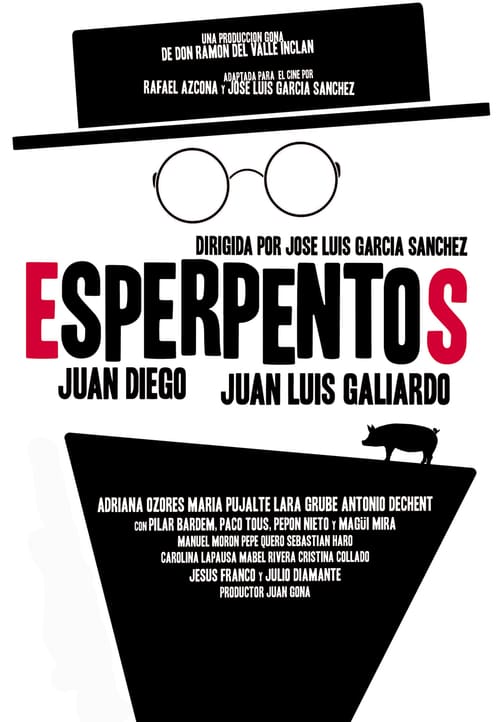 UNA PRODUCCION GONA
DE DON RAMON DEL VALLE INCLAN
ADAPTADA PARA EL CINE POR
RAFAEL AZCONA Y JOSE LUIS GARCIA SANCHEZ
DIRIGIDA POR JOSE LUIS GARCIA SANCHEZ
ESPERPENTOS
JUAN DIEGO JUAN LUIS GALIARDO
ADRIANA OZORES MARIA PUJALTE LARA GRUBE ANTONIO DECHENT
CON PILAR BARDEM, PACO TOUS, PEPON NIETO Y MAGÜI MIRA
MANUEL MORON PEPE QUERO SEBASTIAN HARO
CAROLINA LAPAUSA MABEL RIVERA CRISTINA COLLADO
JESUS FRANCO Y JULIO DIAMANTE
PRODUCTOR JUAN GONA